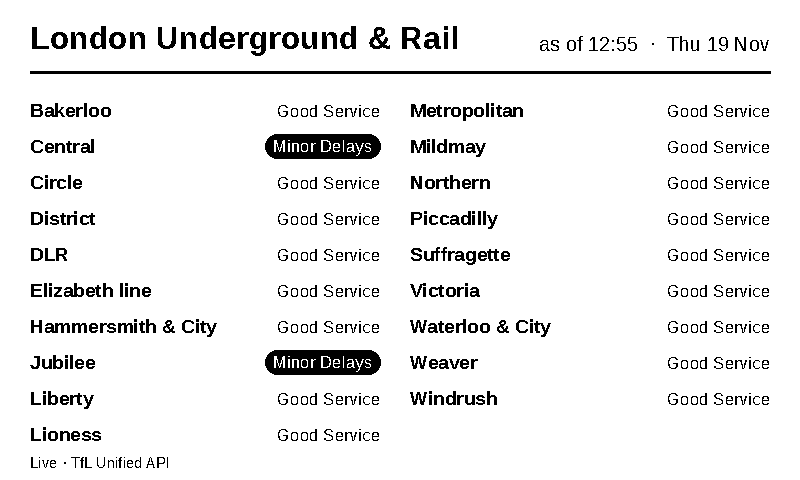 London Underground & Rail
as of 12:55 · Thu 19 Nov
Bakerloo Good Service
Central Minor Delays
Circle Good Service
District Good Service
DLR Good Service
Elizabeth line Good Service
Hammersmith & City Good Service
Jubilee Minor Delays
Liberty Good Service
Lioness Good Service
Metropolitan Good Service
Mildmay Good Service
Northern Good Service
Piccadilly Good Service
Suffragette Good Service
Victoria Good Service
Waterloo & City Good Service
Weaver Good Service
Windrush Good Service
Live · TfL Unified API